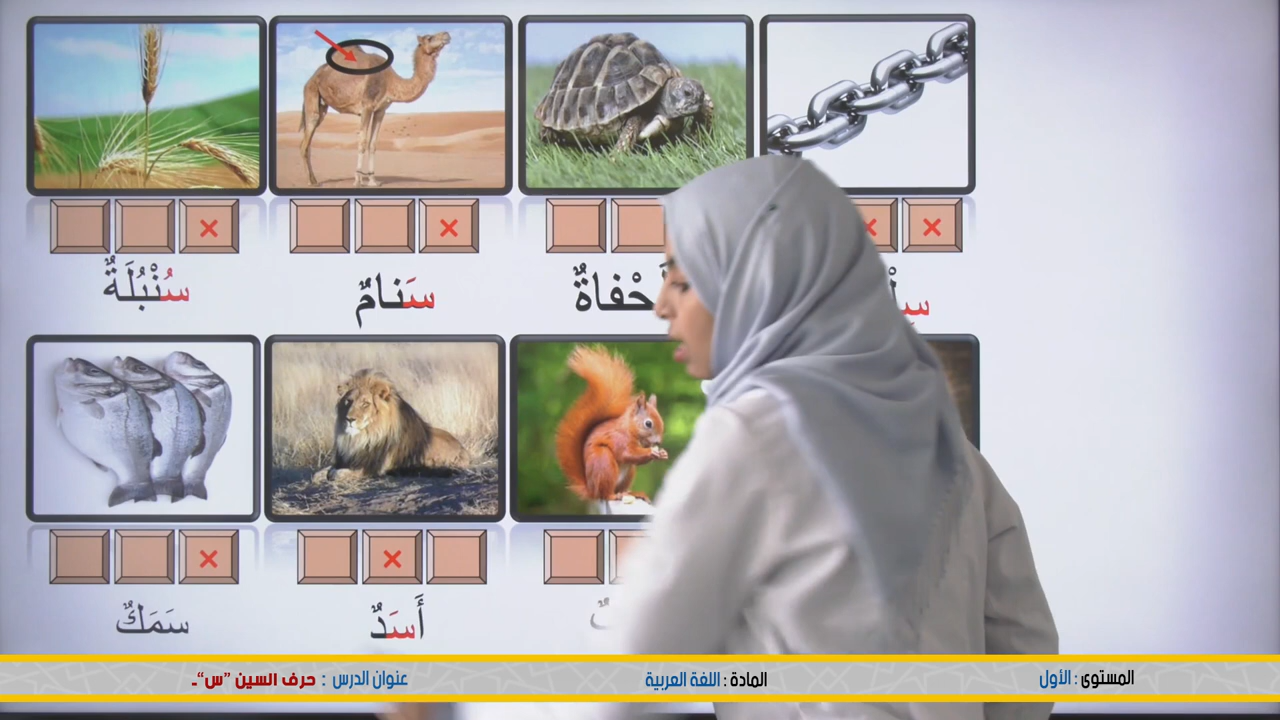 سَنامٌ
سُنْبُلَةٌ
أَسَدٌ
سَمَكٌ
المستوى : الأول
المادة : اللغة العربية
عنوان الدرس : حرف السين "س"ـ